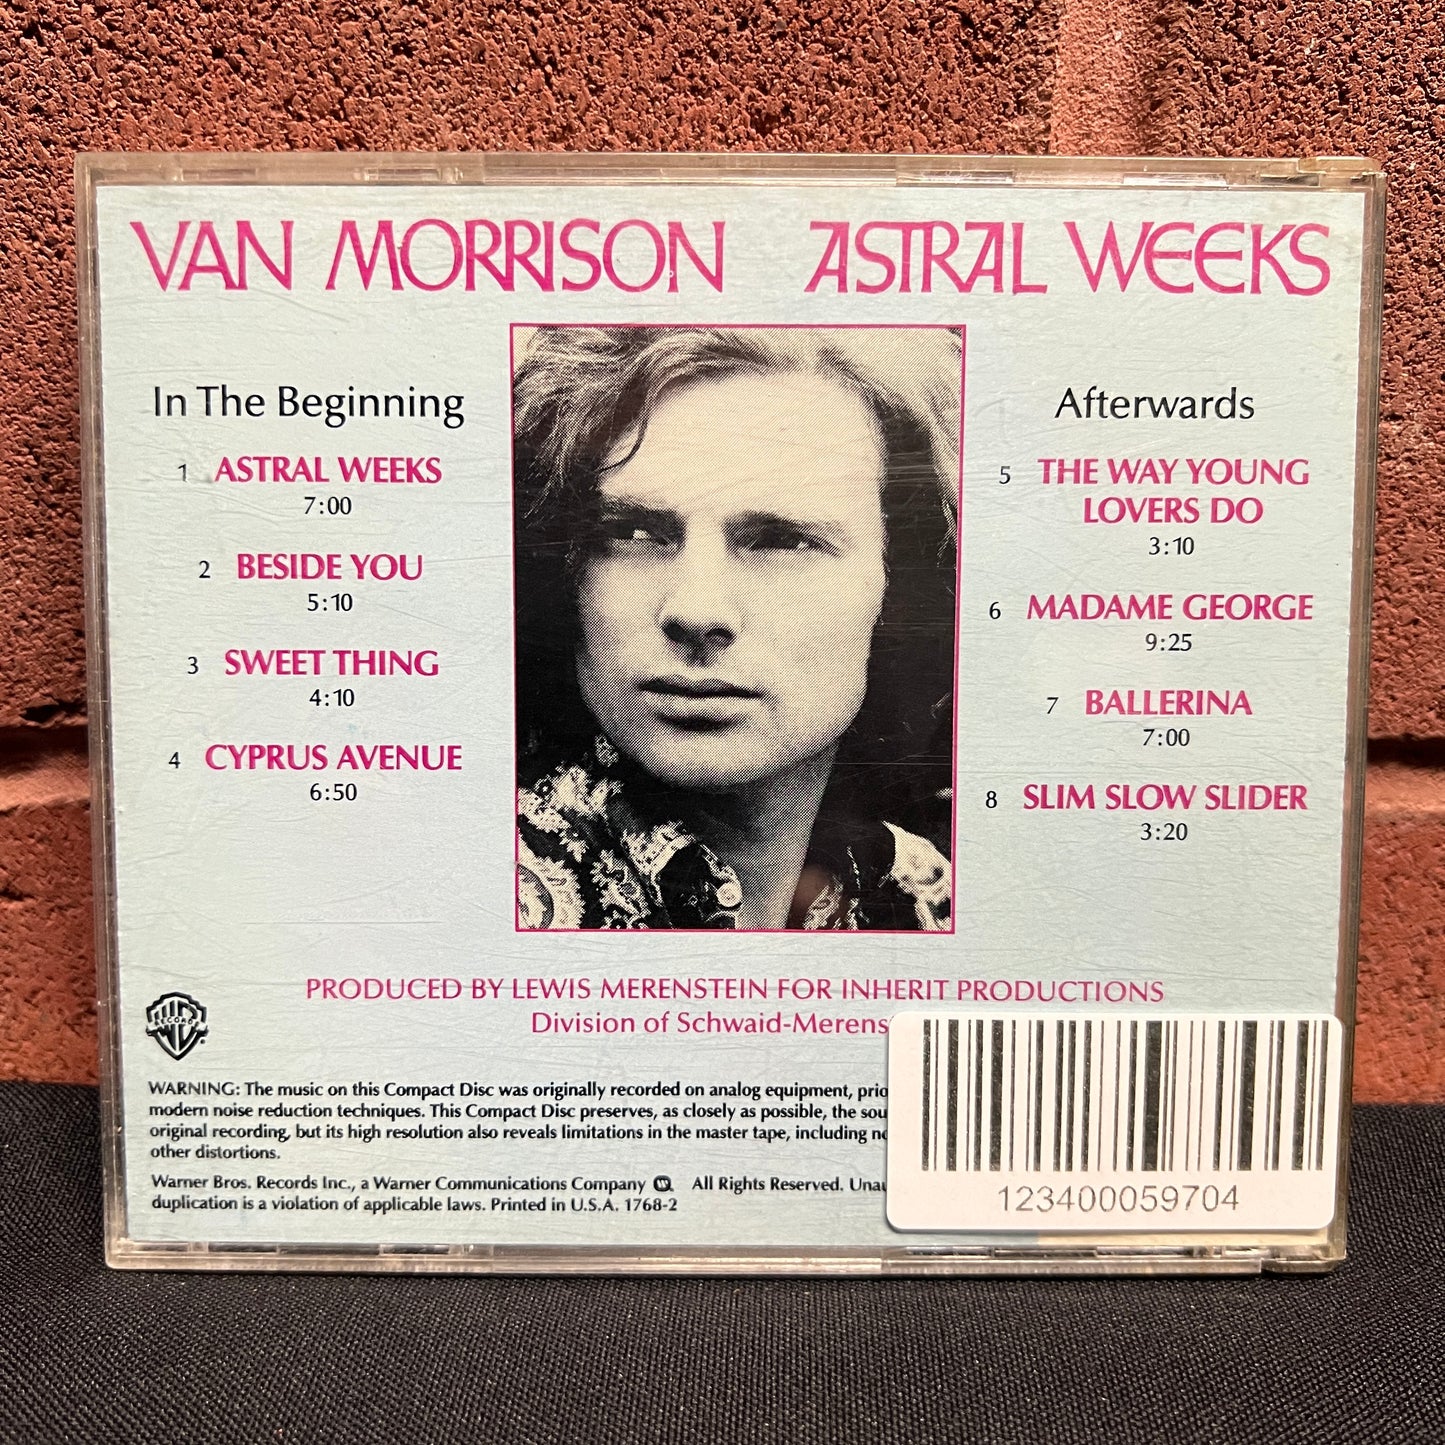 VAN MORRISON ASTRAL WEEKS
In The Beginning
1 ASTRAL WEEKS
7:00
2 BESIDE YOU
5:10
3 SWEET THING
4:10
4 CYPRUS AVENUE
6:50
Afterwards
5 THE WAY YOUNG
LOVERS DO
3:10
6 MADAME GEORGE
9:25
7 BALLERINA
7:00
8 SLIM SLOW SLIDER
3:20
PRODUCED BY LEWIS MERENSTEIN FOR INHERIT PRODUCTIONS
Division of Schwaid-Merens
RECORDS
WARNING: The music on this Compact Disc was originally recorded on analog equipment, prio
modern noise reduction techniques. This Compact Disc preserves, as closely as possible, the sou
original recording, but its high resolution also reveals limitations in the master tape, including no
other distortions.
Warner Bros. Records Inc., a Warner Communications Company All Rights Reserved. Unau
duplication is a violation of applicable laws. Printed in U.S.A. 1768-2
123400059704